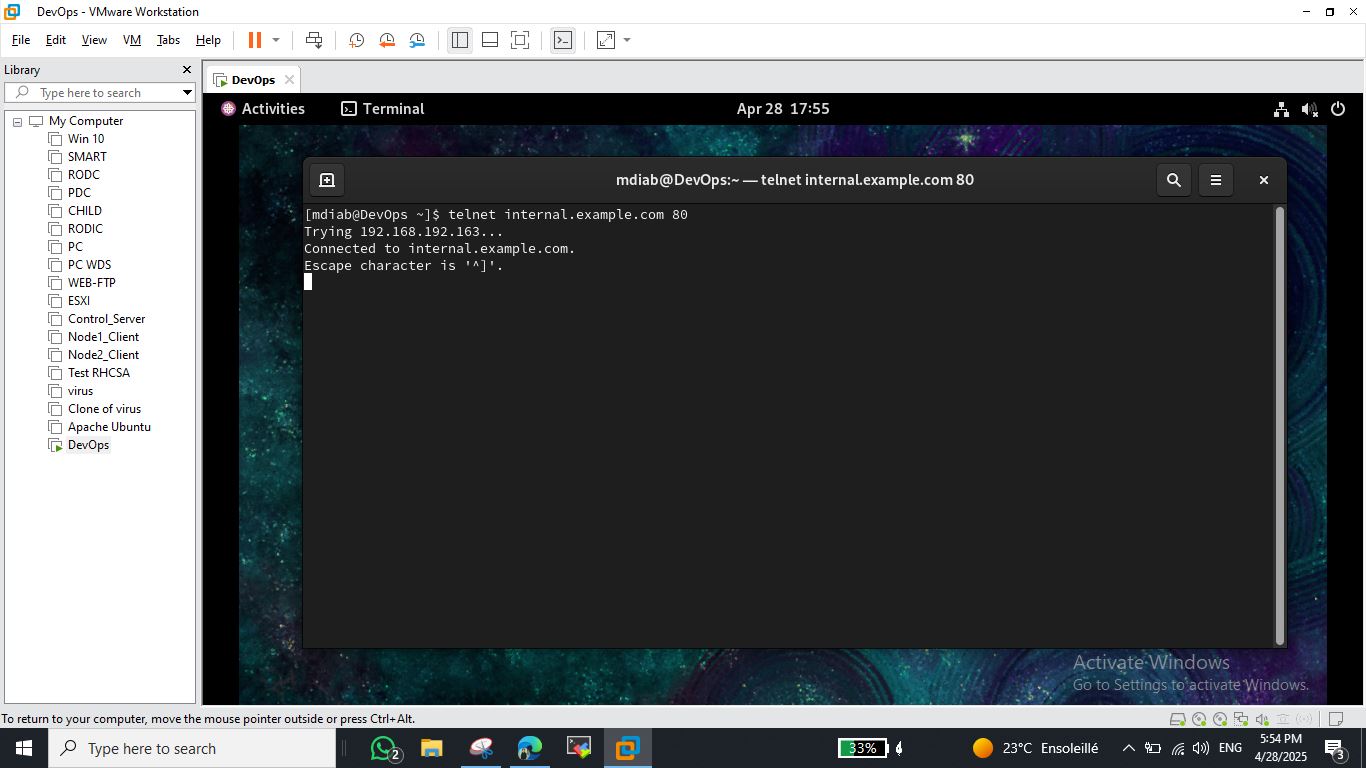 DevOps - VMware Workstation
File Edit View VM Tabs Help
Library
Type here to search
My Computer
Win 10
SMART
RODC
PDC
CHILD
RODIC
PC
PC WDS
WEB-FTP
ESXI
Control_Server
Node1_Client
Node2_Client
Test RHCSA
virus
Clone of virus
Apache Ubuntu
DevOps
DevOps
Activities Terminal Apr 28 17:55
mdiab@DevOps:~ — telnet internal.example.com 80
[mdiab@DevOps ~]$ telnet internal.example.com 80
Trying 192.168.192.163...
Connected to internal.example.com.
Escape character is '^]'.
Activate Windows
Go to Settings to activate Windows.
To return to your computer, move the mouse pointer outside or press Ctrl+Alt.
Type here to search
2
33%
23°C Ensoleillé
ENG
5:54 PM
4/28/2025
3